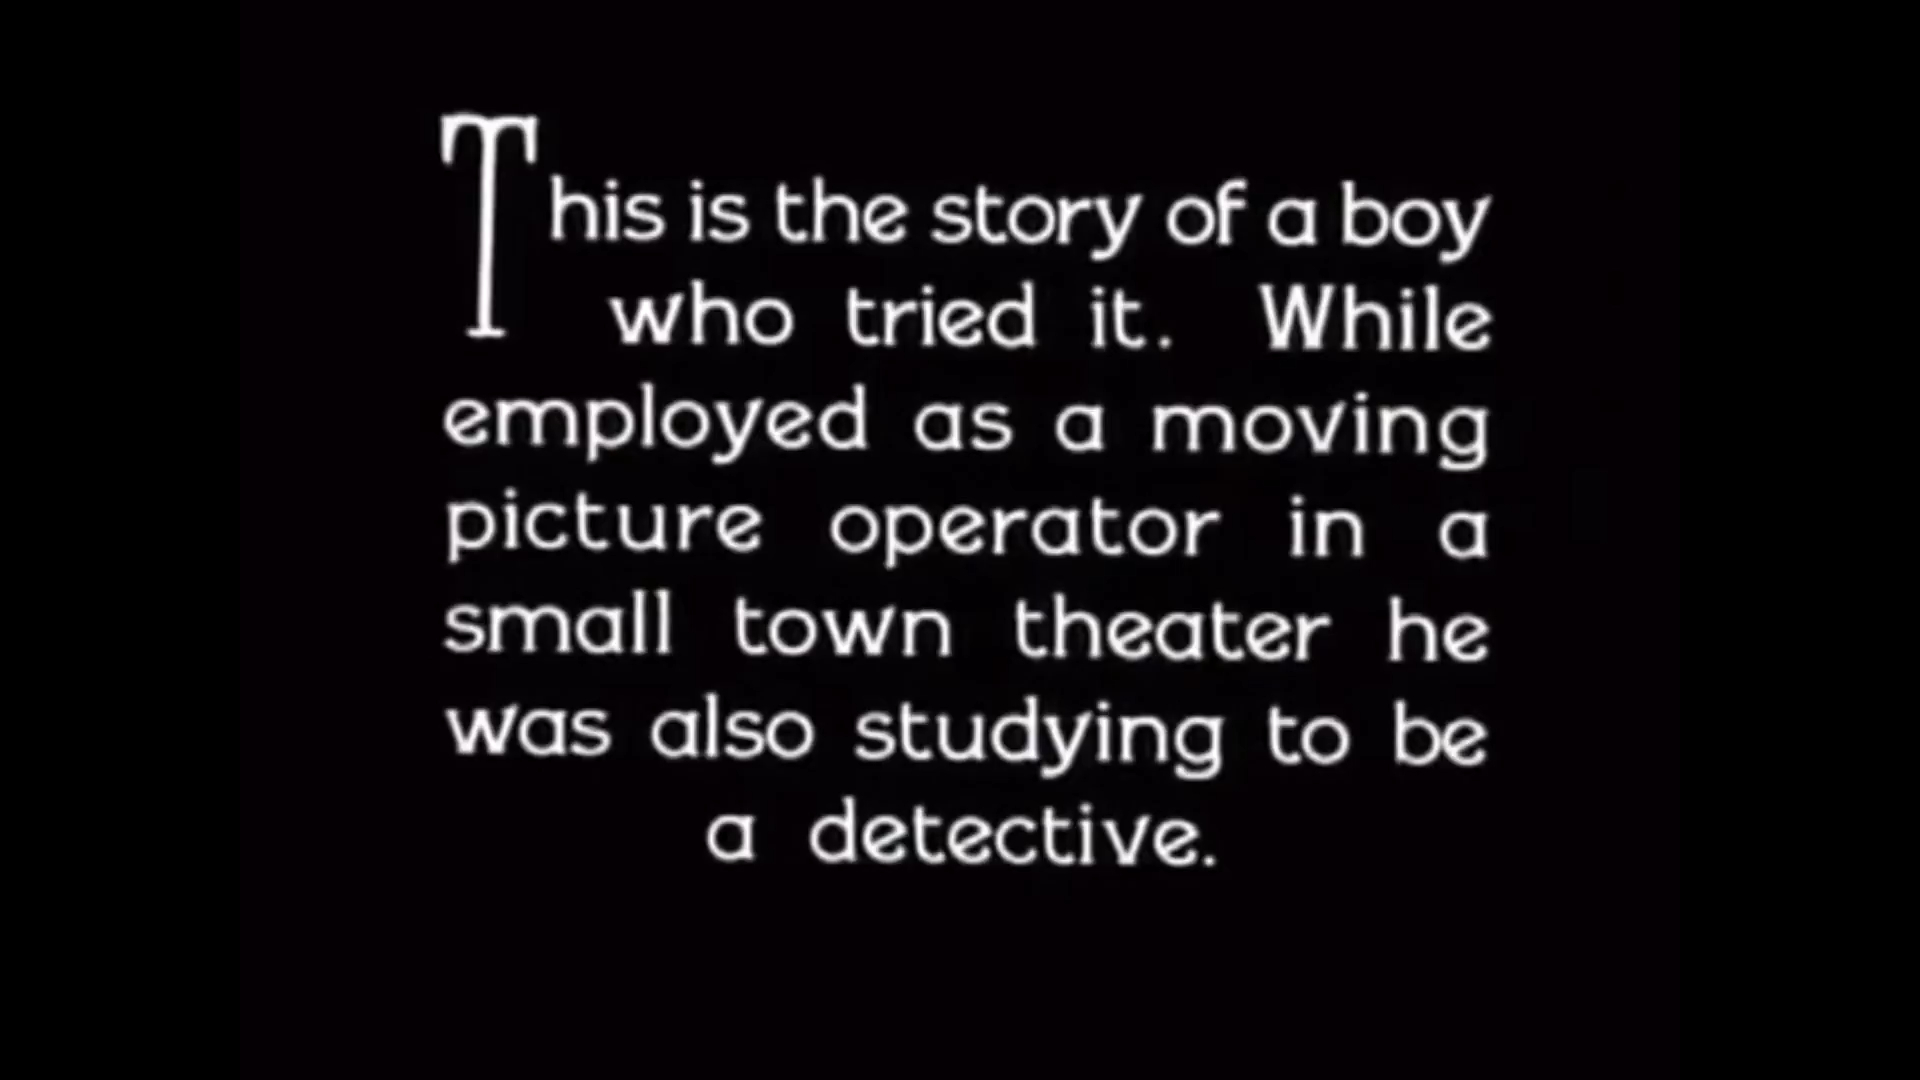 This is the story of a boy
who tried it. While
employed as a moving
picture operator in a
small town theater he
was also studying to be
a detective.